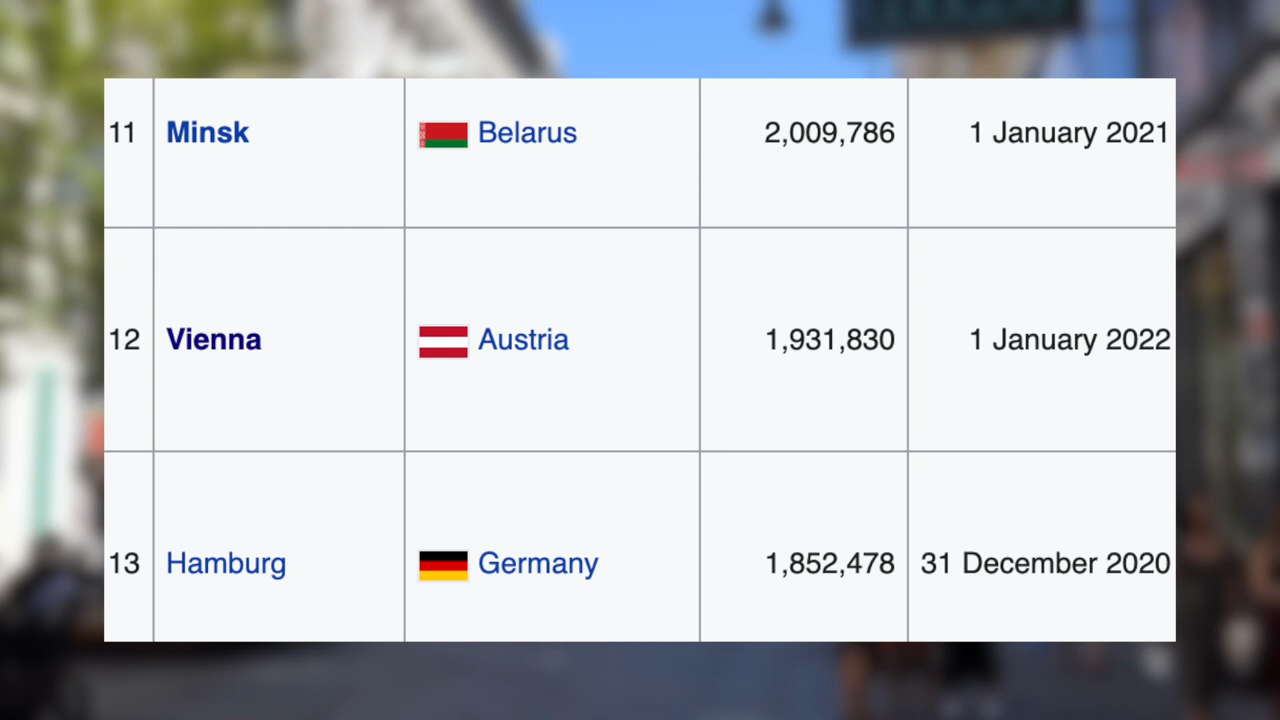 11 Minsk Belarus 2,009,786 1 January 2021
12 Vienna Austria 1,931,830 1 January 2022
13 Hamburg Germany 1,852,478 31 December 2020